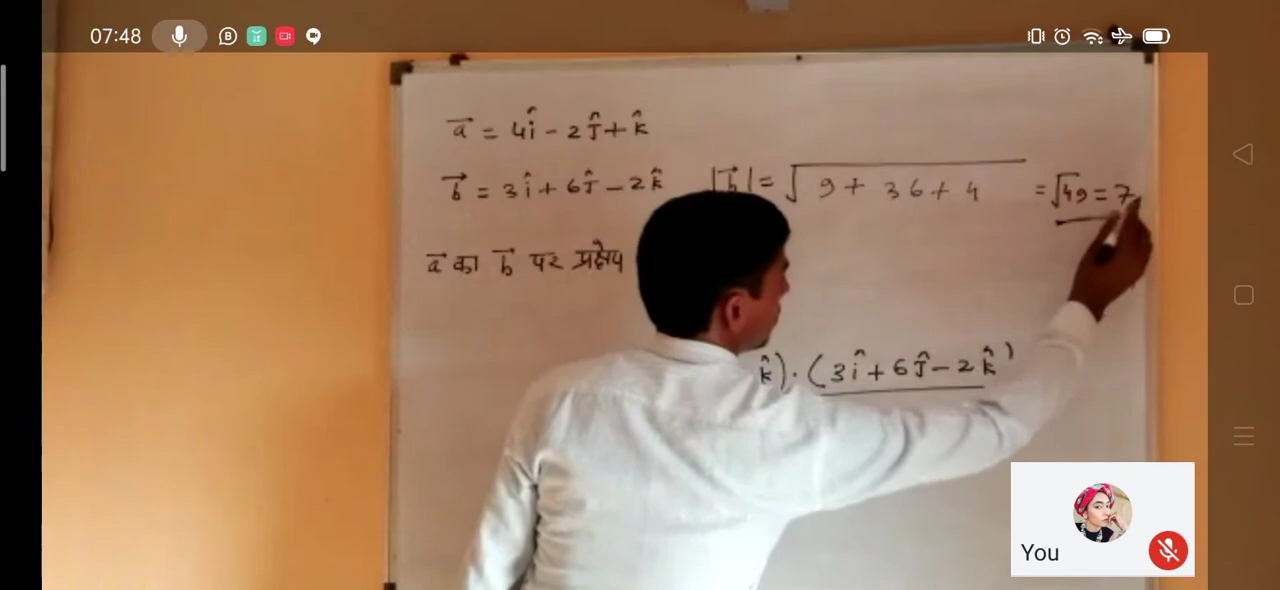 07:48
a⃗ = 4î - 2ĵ + k̂
b⃗ = 3î + 6ĵ - 2k̂ |b⃗| = √9 + 36 + 4 = √49 = 7
a⃗ का b⃗ पर प्रक्षेप
k̂) . (3î + 6ĵ - 2k̂)
You